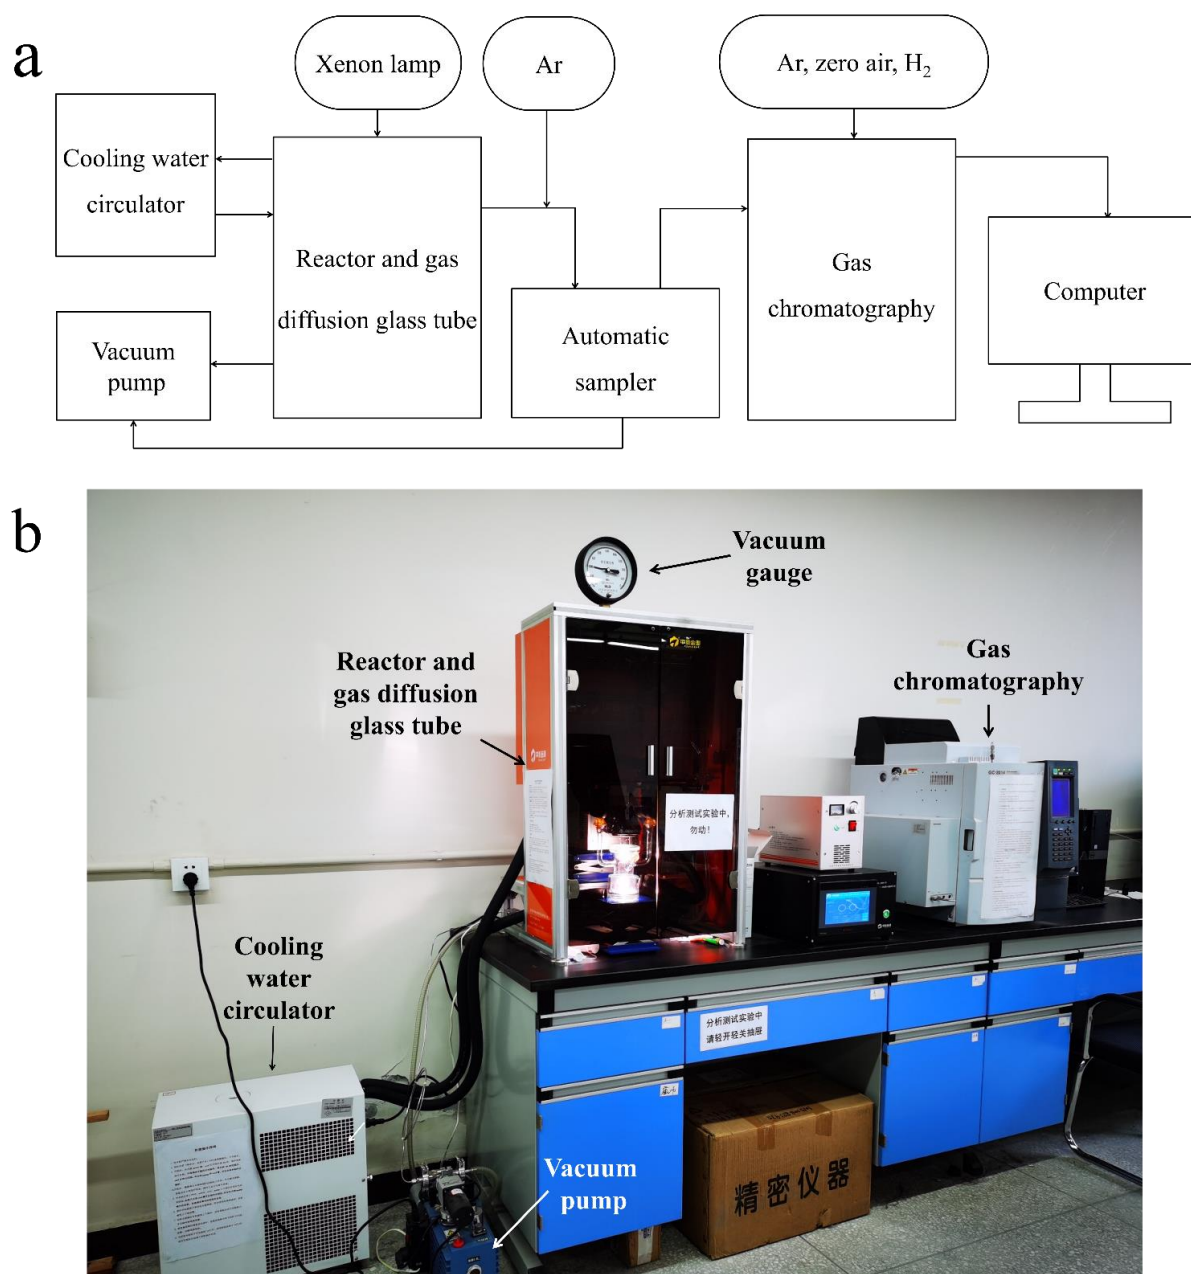 a
Xenon lamp
Ar
Ar, zero air, H₂
Cooling water
circulator
Reactor and gas
diffusion glass tube
Gas
chromatography
Computer
Automatic
sampler
Vacuum
pump
b
Vacuum
gauge
Reactor and
gas diffusion
glass tube
Gas
chromatography
分析测试实验中，
勿动！
Cooling
water
circulator
分析测试实验中
请轻开轻关抽屉
Vacuum
pump
精密仪器